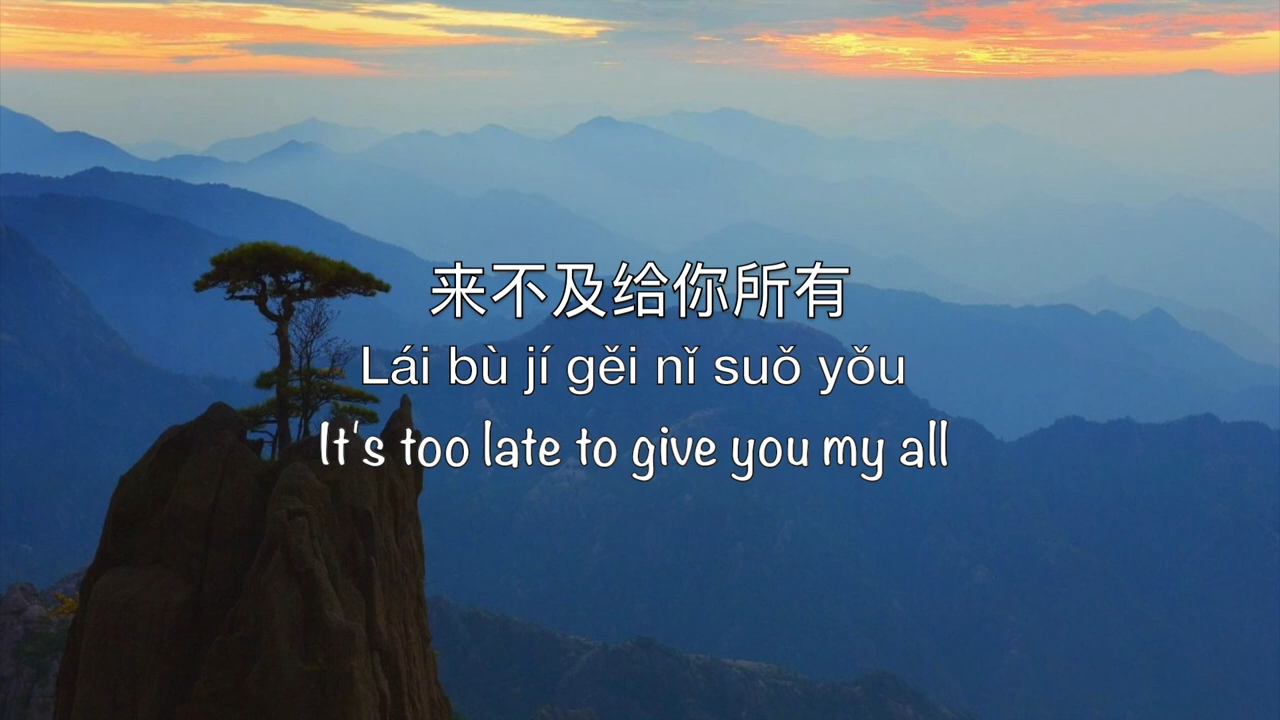 来不及给你所有
Lái bù jí gěi nǐ suǒ yǒu
It's too late to give you my all